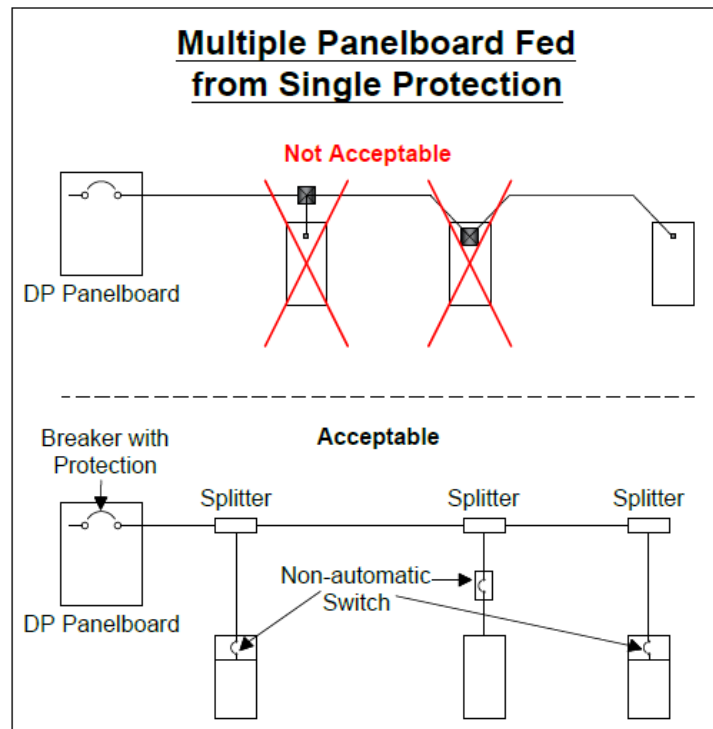 Multiple Panelboard Fed
from Single Protection
Not Acceptable
DP Panelboard
Breaker with
Protection
Acceptable
Splitter
Splitter
Splitter
Non-automatic
Switch
DP Panelboard